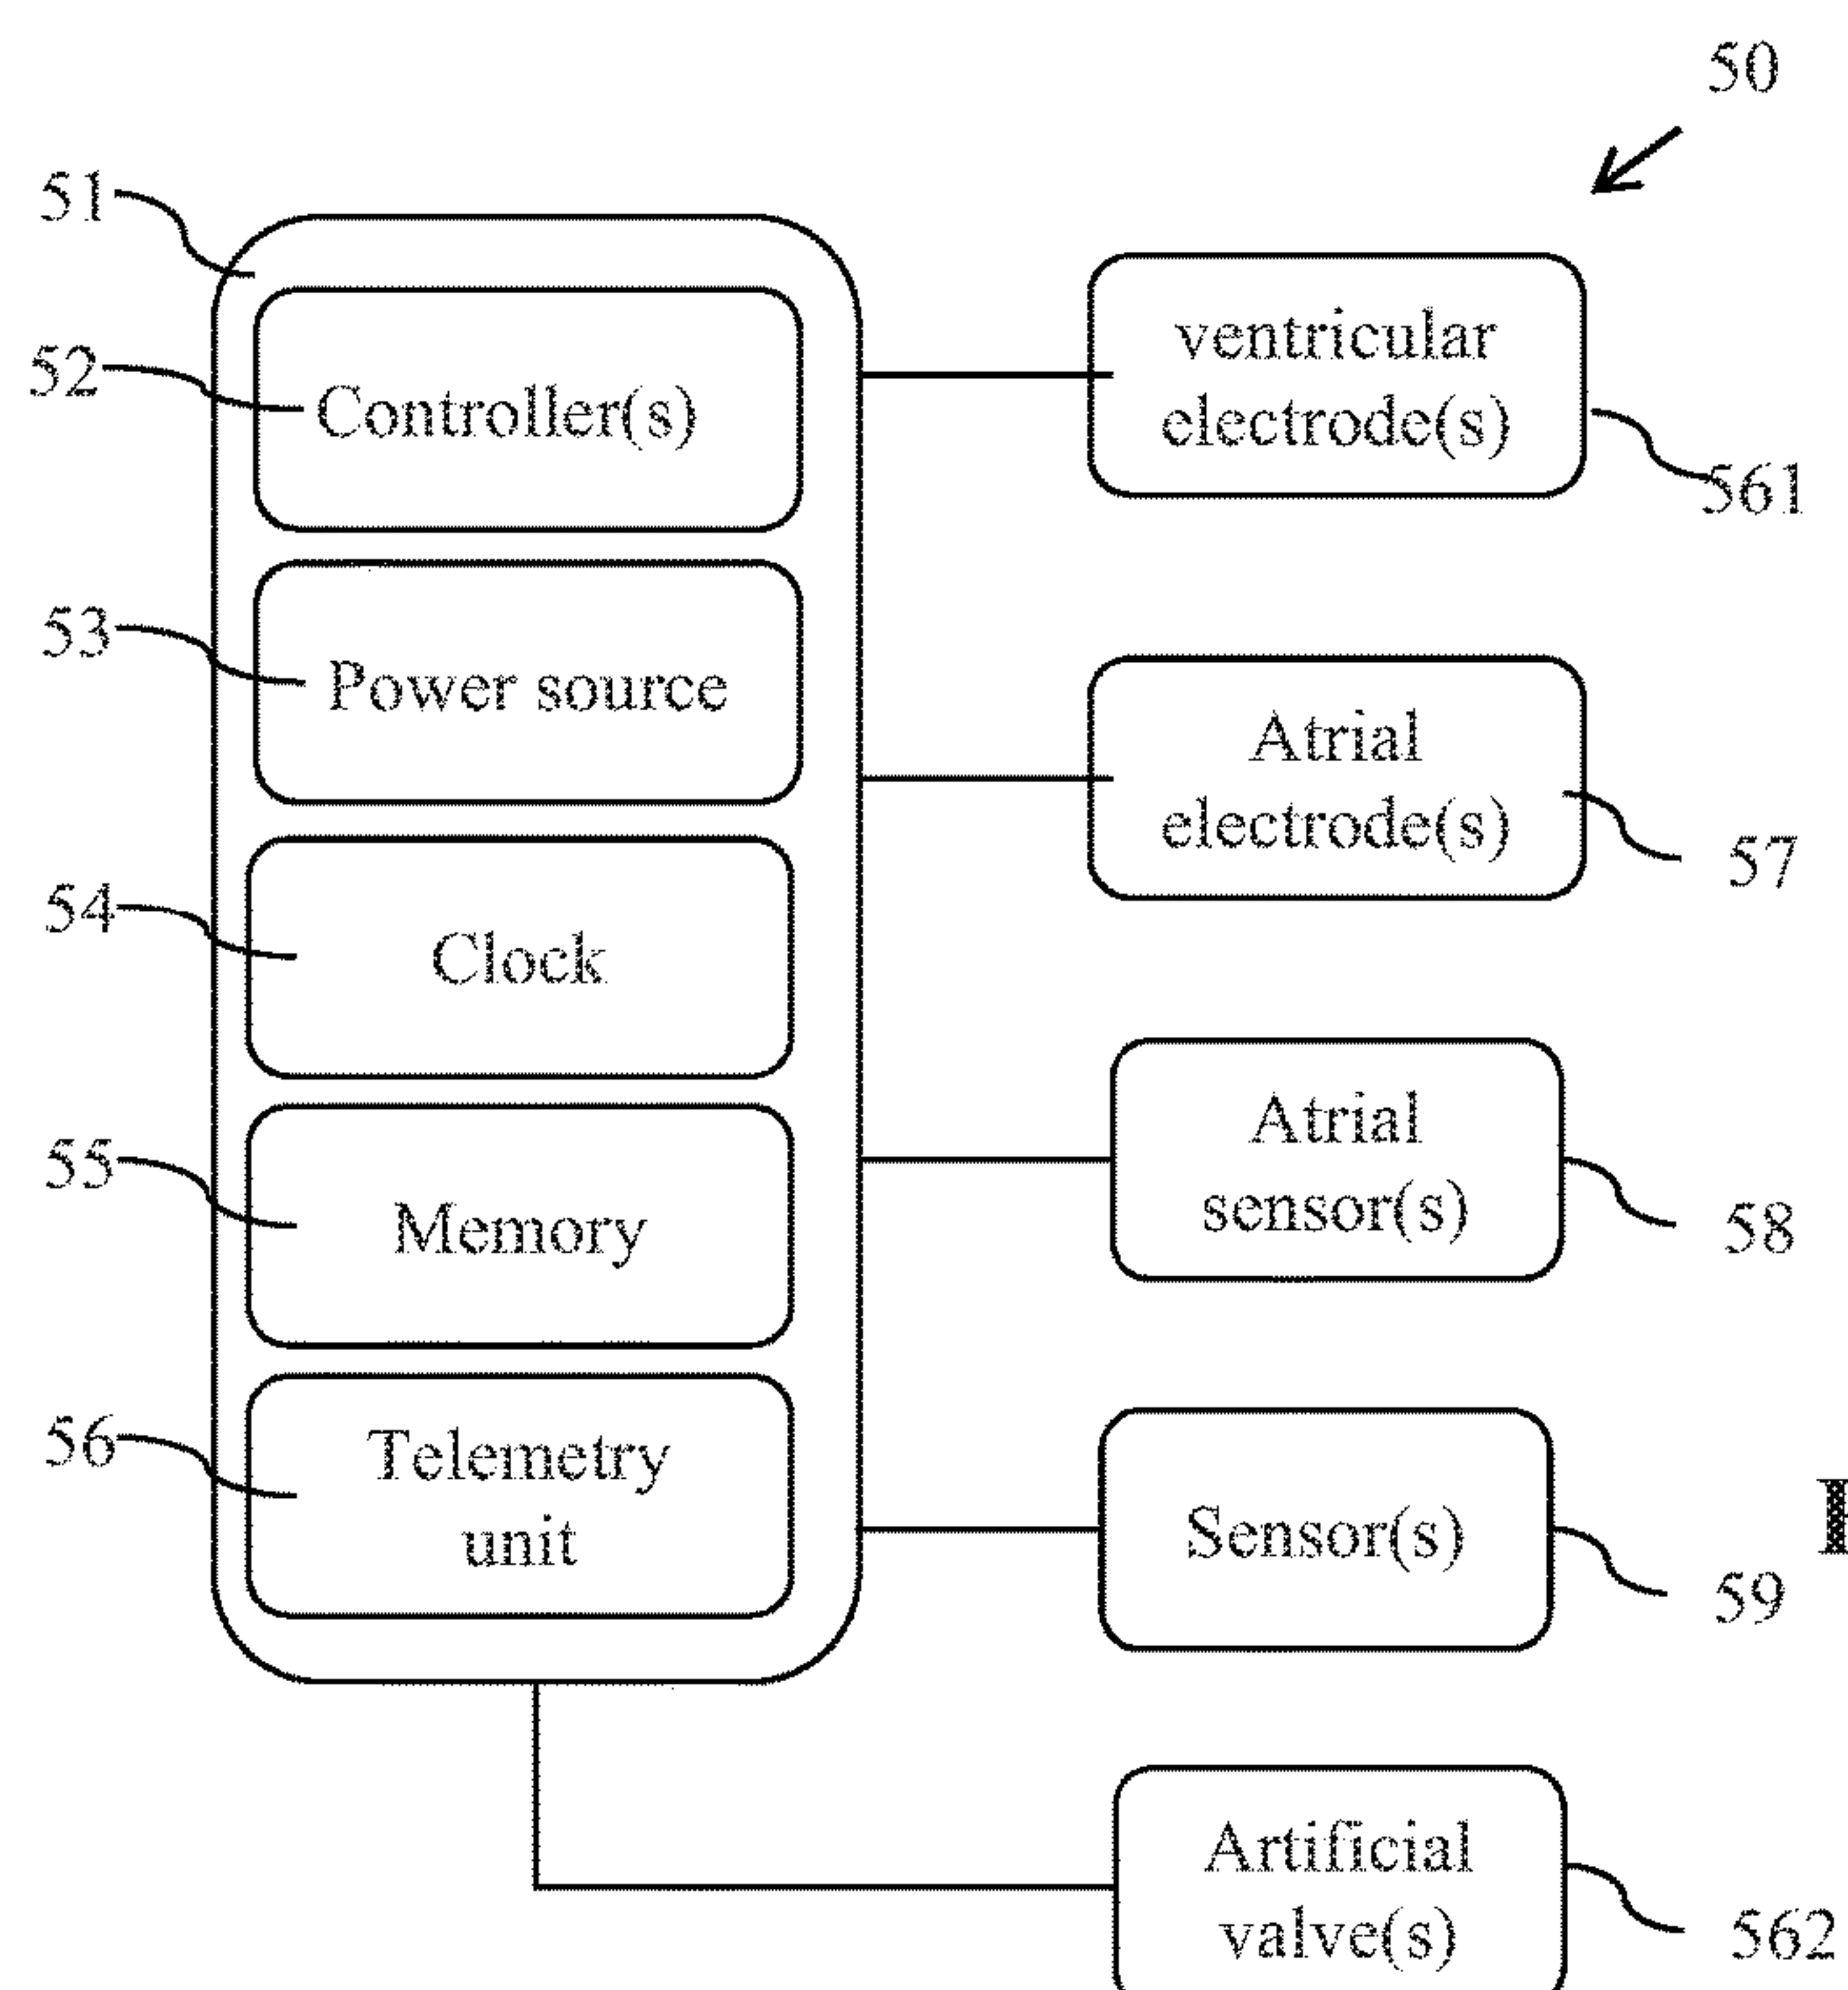 50
51
52
Controller(s)
53
Power source
54
Clock
55
Memory
56
Telemetry
unit
ventricular
electrode(s)
561
Atrial
electrode(s)
57
Atrial
sensor(s)
58
Sensor(s)
59
Artificial
valve(s)
562